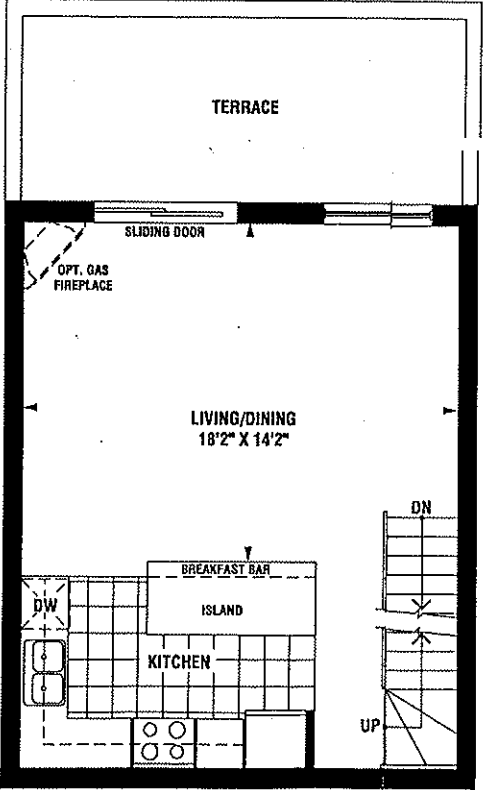 TERRACE
SLIDING DOOR
OPT. GAS
FIREPLACE
LIVING/DINING
18'2" X 14'2"
DN
BREAKFAST BAR
ISLAND
DW
KITCHEN
UP